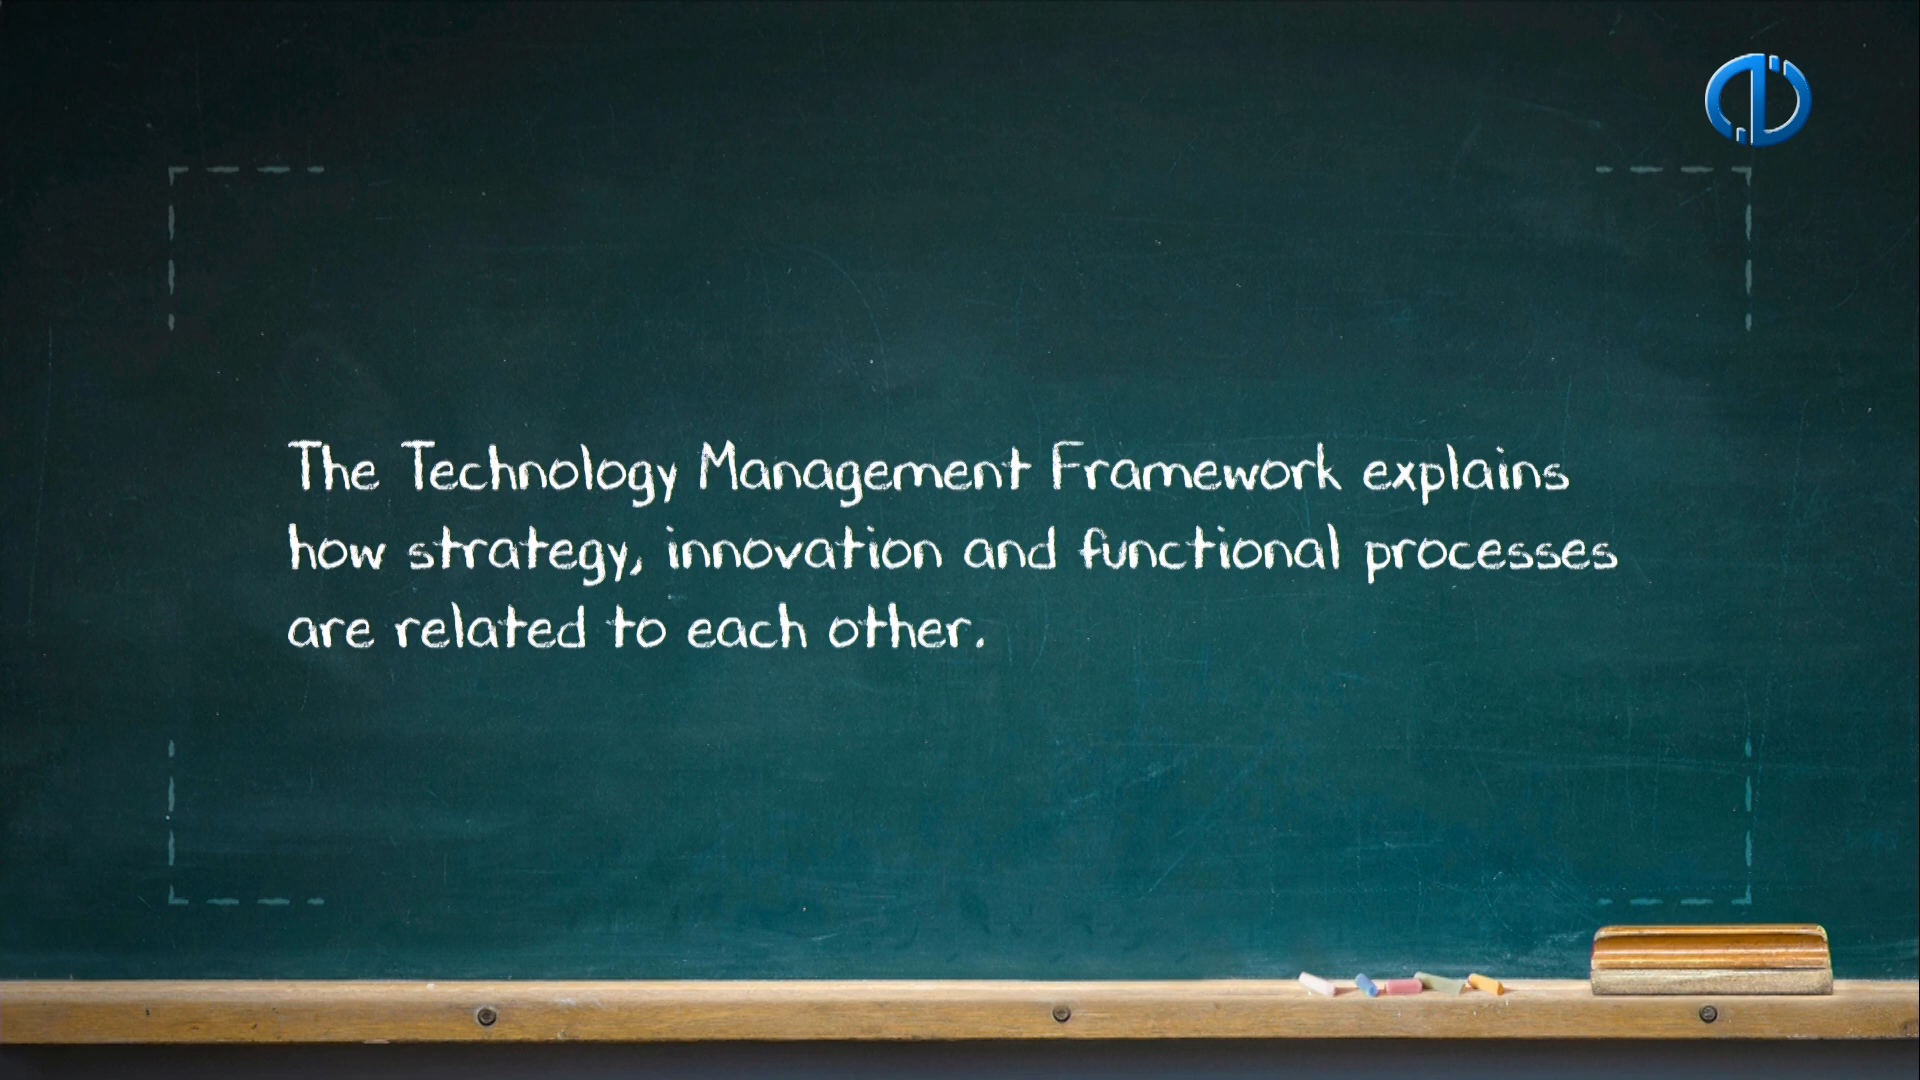 The Technology Management Framework explains
how strategy, innovation and functional processes
are related to each other.